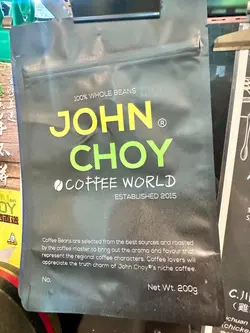 100% WHOLE BEANS
JOHN ®
CHOY
COFFEE WORLD
ESTABLISHED 2015
Coffee Beans are selected from the best sources and roasted
by the coffee master to bring out the aroma and flavour that
represent the regional coffee characters. Coffee lovers will
appreciate the truth charm of John Choy®'s niche coffee.
No.
Net Wt. 200g
OY
C.JI